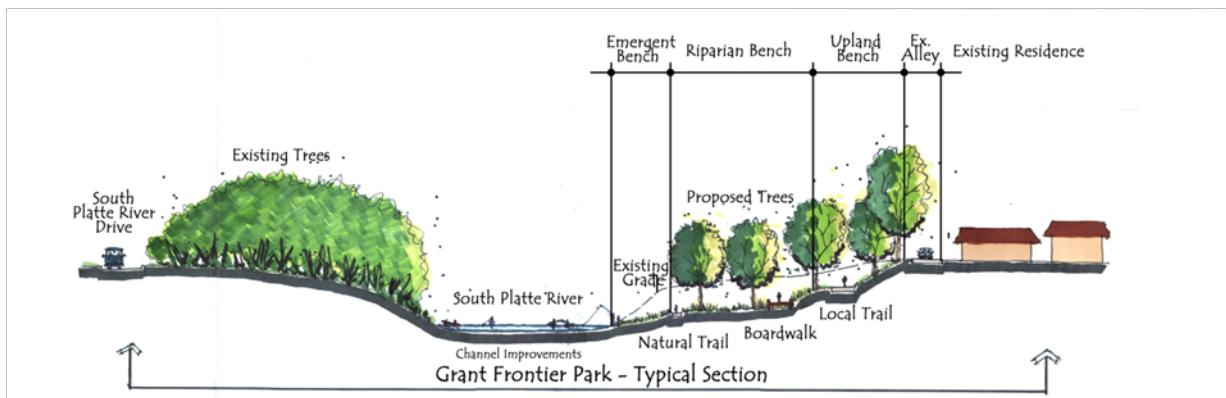 Emergent
Bench
Riparian Bench
Upland
Bench
Ex.
Alley
Existing Residence
Existing Trees
South
Platte River
Drive
Proposed Trees
Existing
Grade
South Platte River
Natural Trail
Boardwalk
Local Trail
Channel Improvements
Grant Frontier Park - Typical Section